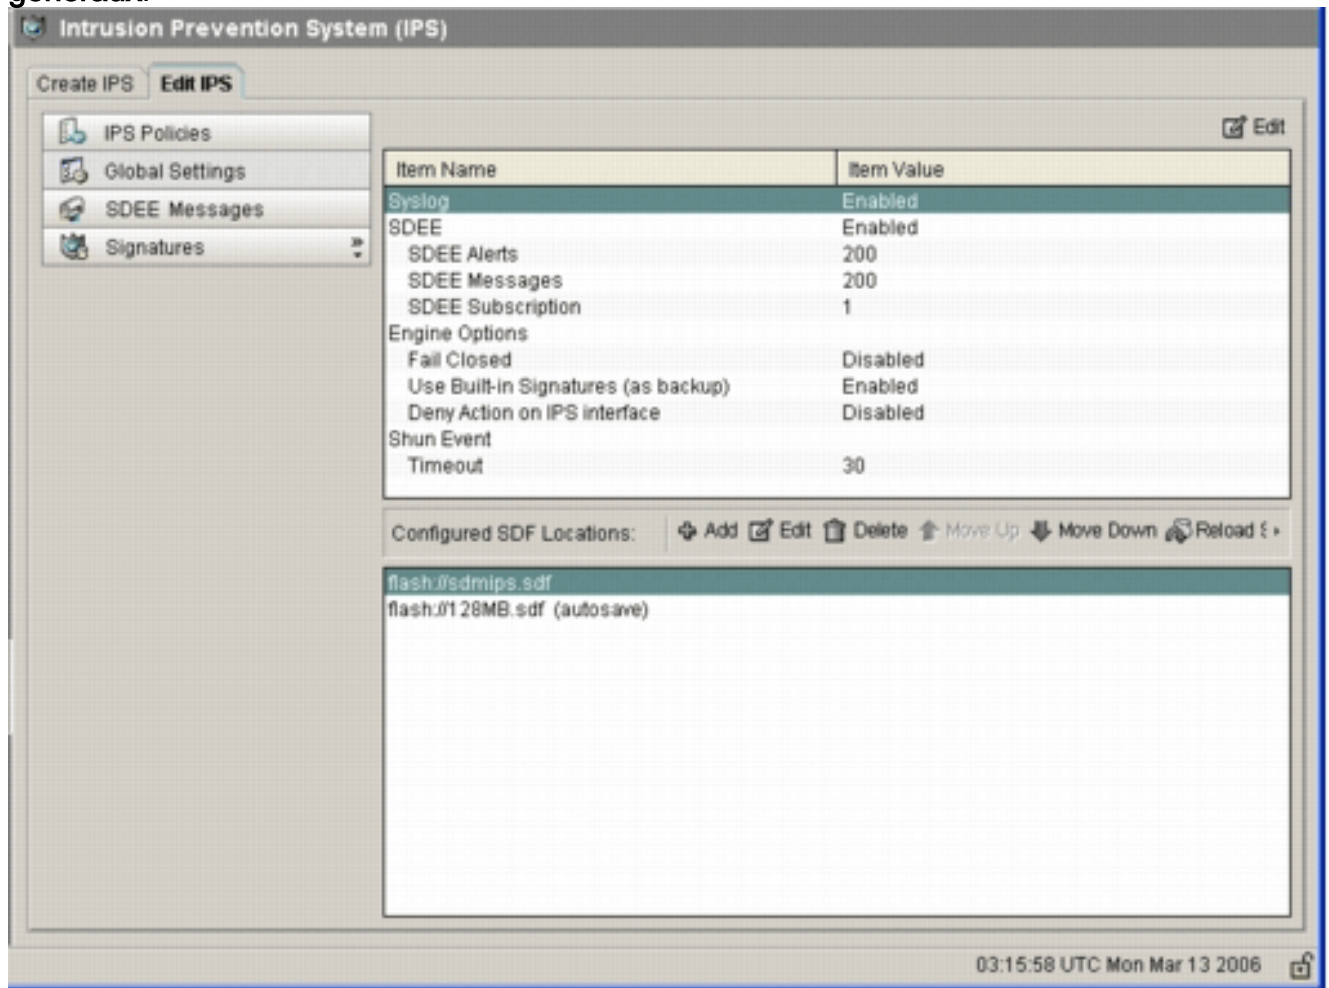 Intrusion Prevention System (IPS)
Create IPS Edit IPS
IPS Policies
Global Settings
SDEE Messages
Signatures
Edit
Item Name Item Value
Syslog Enabled
SDEE Enabled
SDEE Alerts 200
SDEE Messages 200
SDEE Subscription 1
Engine Options
Fail Closed Disabled
Use Built-in Signatures (as backup) Enabled
Deny Action on IPS interface Disabled
Shun Event
Timeout 30
Configured SDF Locations: Add Edit Delete Move Up Move Down Reload
flash://sdmips.sdf
flash://128MB.sdf (autosave)
03:15:58 UTC Mon Mar 13 2006